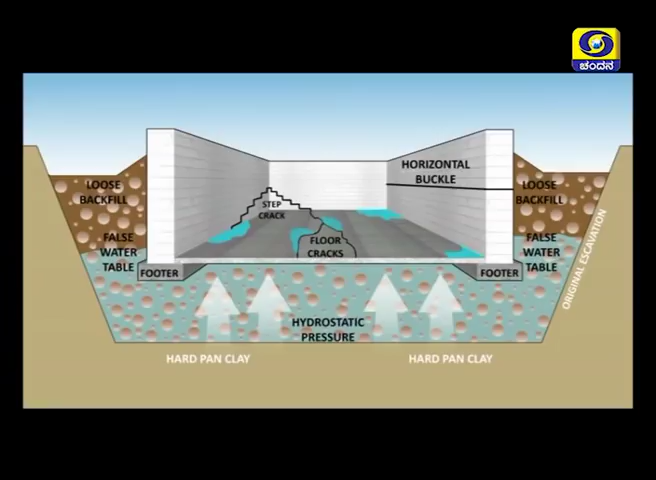 ಚಂದನ
HORIZONTAL
BUCKLE
LOOSE
BACKFILL
LOOSE
BACKFILL
STEP
CRACK
FALSE
WATER
TABLE
FLOOR
CRACKS
FALSE
WATER
TABLE
ORIGINAL ESCAVATION
FOOTER
FOOTER
HYDROSTATIC
PRESSURE
HARD PAN CLAY
HARD PAN CLAY